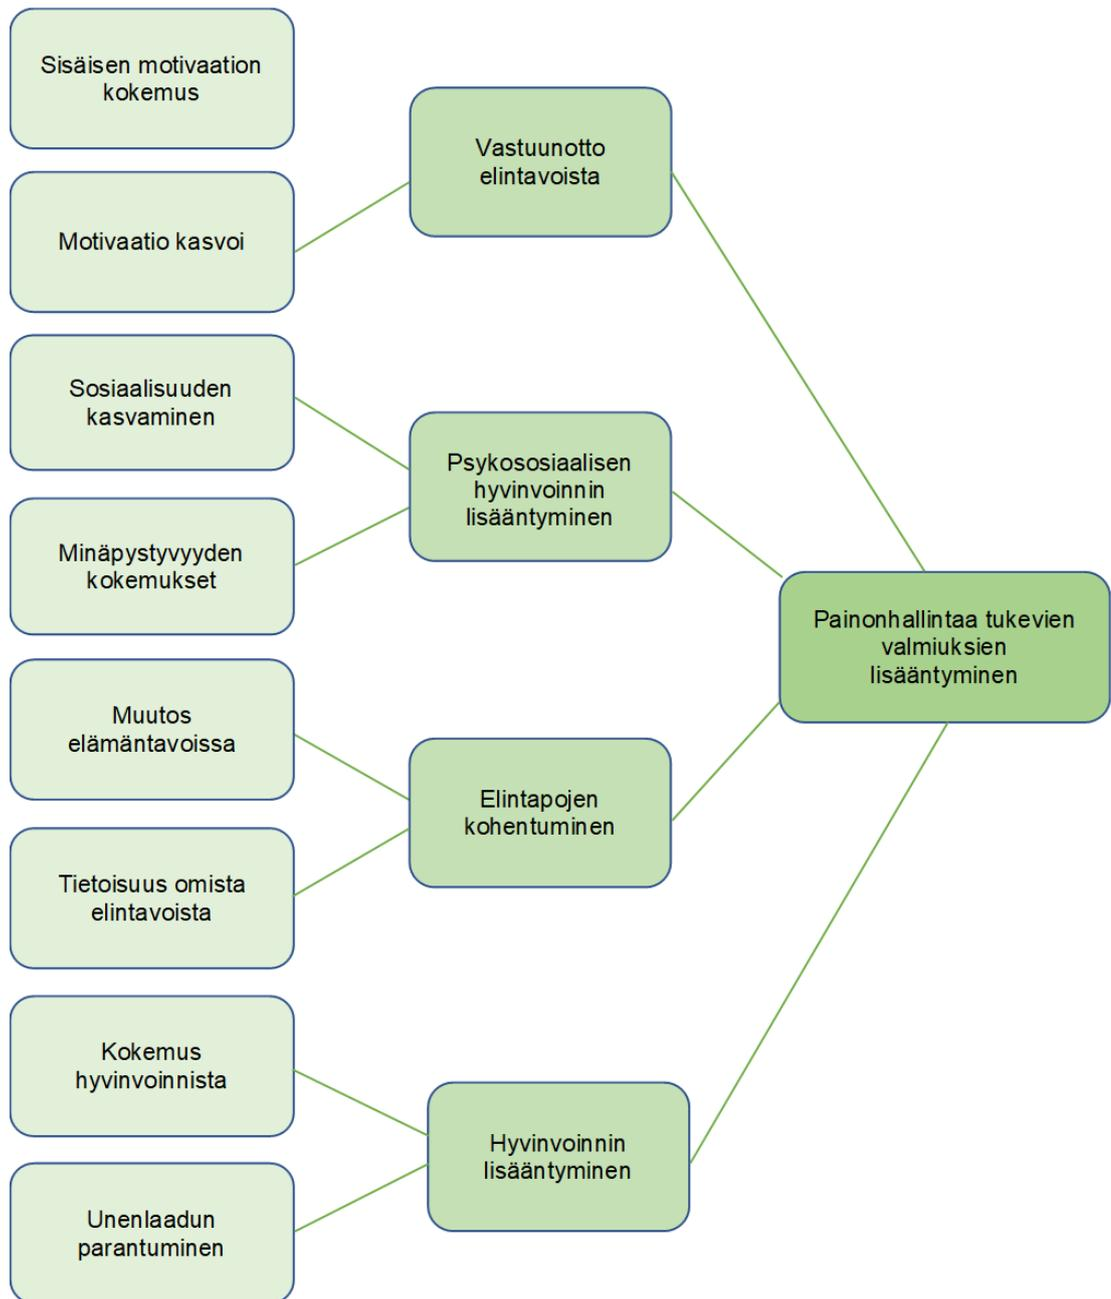 Sisäisen motivaation
kokemus
Motivaatio kasvoi
Sosiaalisuuden
kasvaminen
Minäpystyvyyden
kokemukset
Muutos
elämäntavoissa
Tietoisuus omista
elintavoista
Kokemus
hyvinvoinnista
Unenlaadun
parantuminen
Vastuunotto
elintavoista
Psykososiaalisen
hyvinvoinnin
lisääntyminen
Elintapojen
kohentuminen
Hyvinvoinnin
lisääntyminen
Painonhallintaa tukevien
valmiuksien
lisääntyminen